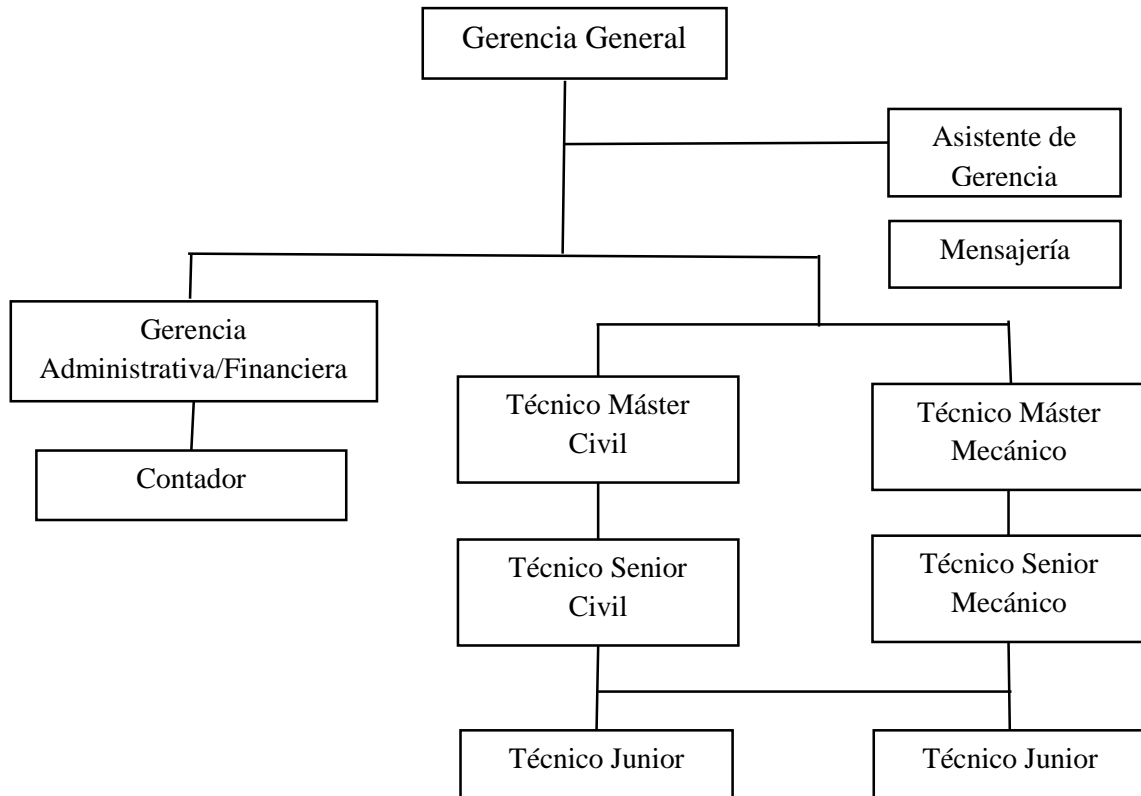 Gerencia General
Asistente de
Gerencia
Mensajería
Gerencia
Administrativa/Financiera
Contador
Técnico Máster
Civil
Técnico Máster
Mecánico
Técnico Senior
Civil
Técnico Senior
Mecánico
Técnico Junior
Técnico Junior